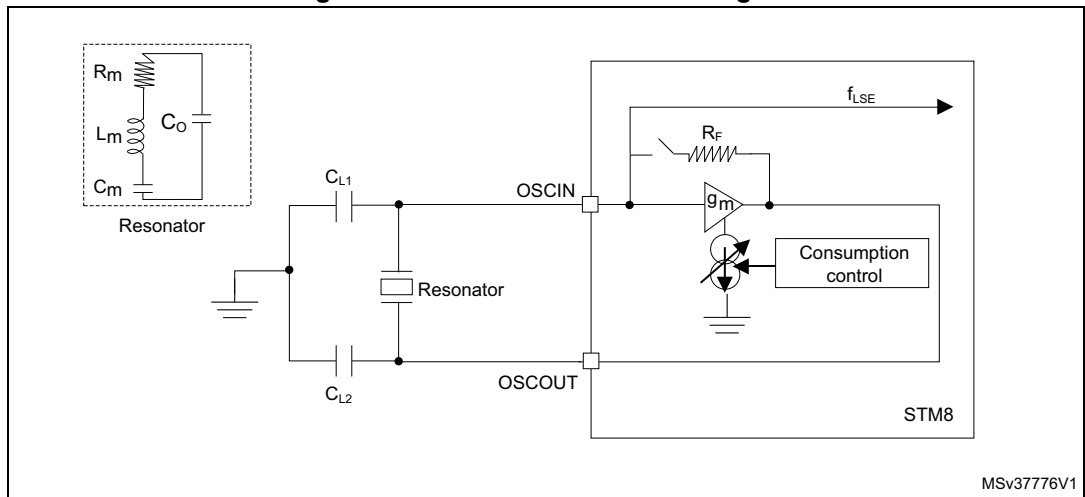 Rm
Lm
CO
Cm
Resonator
CL1
CL2
Resonator
OSCIN
OSCOUT
fLSE
RF
gm
Consumption
control
STM8
MSv37776V1